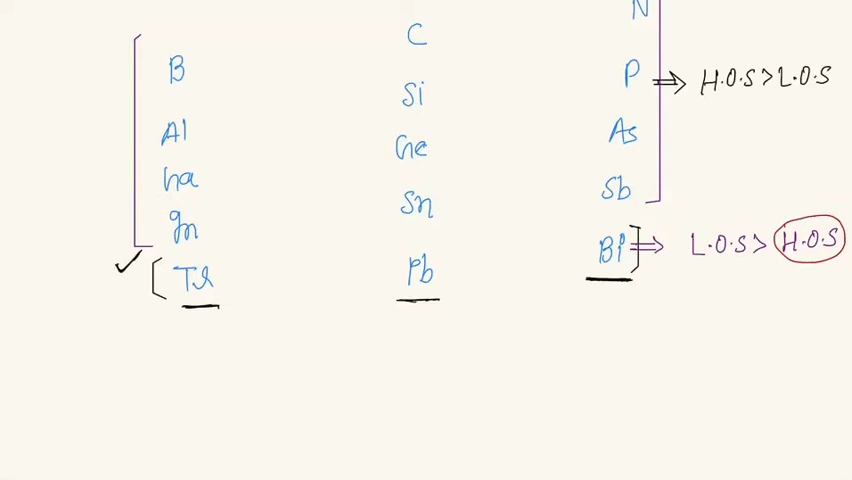 N
C
B
P ⇒ H.O.S > L.O.S
Si
Al
As
Ge
Ga
Sb
Sn
In
Bi ⇒ L.O.S > H.O.S
Tl
Pb